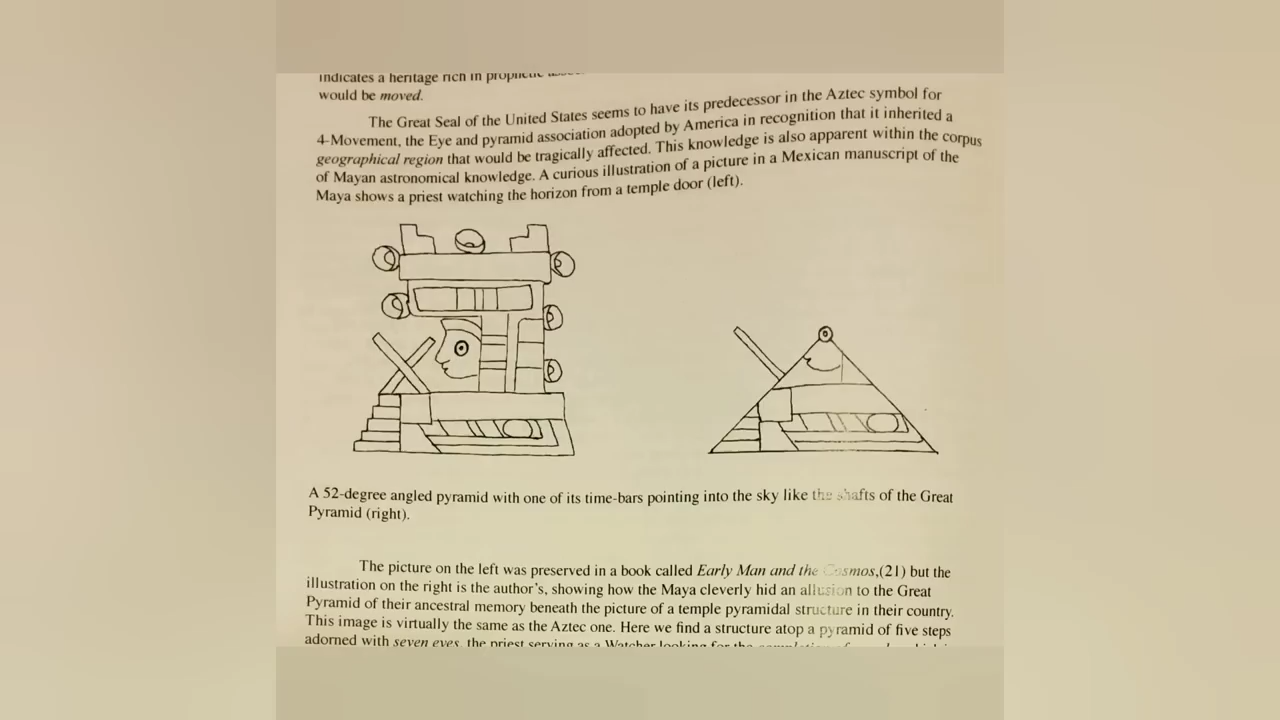 indicates a heritage rich in prophetic
would be moved.
The Great Seal of the United States seems to have its predecessor in the Aztec symbol for
4-Movement, the Eye and pyramid association adopted by America in recognition that it inherited a
geographical region that would be tragically affected. This knowledge is also apparent within the corpus
of Mayan astronomical knowledge. A curious illustration of a picture in a Mexican manuscript of the
Maya shows a priest watching the horizon from a temple door (left).
A 52-degree angled pyramid with one of its time-bars pointing into the sky like the shafts of the Great
Pyramid (right).
The picture on the left was preserved in a book called Early Man and the Cosmos,(21) but the
illustration on the right is the author's, showing how the Maya cleverly hid an allusion to the Great
Pyramid of their ancestral memory beneath the picture of a temple pyramidal structure in their country.
This image is virtually the same as the Aztec one. Here we find a structure atop a pyramid of five steps
adorned with seven eyes, the priest serving as a Watcher looking for the completion of